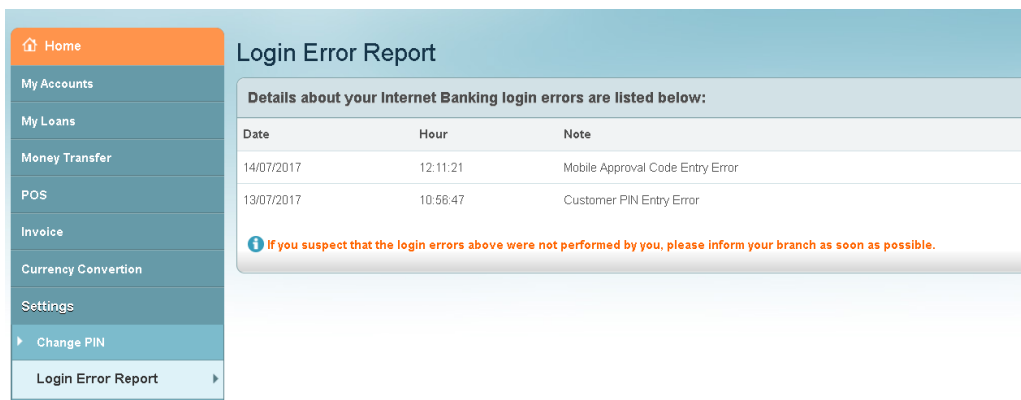 Home
Login Error Report
My Accounts
Details about your Internet Banking login errors are listed below:
My Loans
Date Hour Note
Money Transfer
14/07/2017 12:11:21 Mobile Approval Code Entry Error
POS
13/07/2017 10:56:47 Customer PIN Entry Error
Invoice
If you suspect that the login errors above were not performed by you, please inform your branch as soon as possible.
Currency Convertion
Settings
Change PIN
Login Error Report